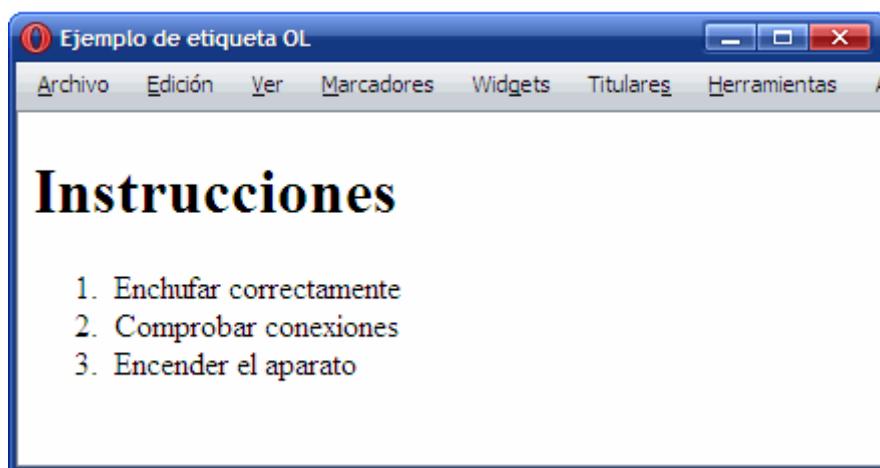 Ejemplo de etiqueta OL
Archivo Edición Ver Marcadores Widgets Titulares Herramientas
Instrucciones
1. Enchufar correctamente
2. Comprobar conexiones
3. Encender el aparato